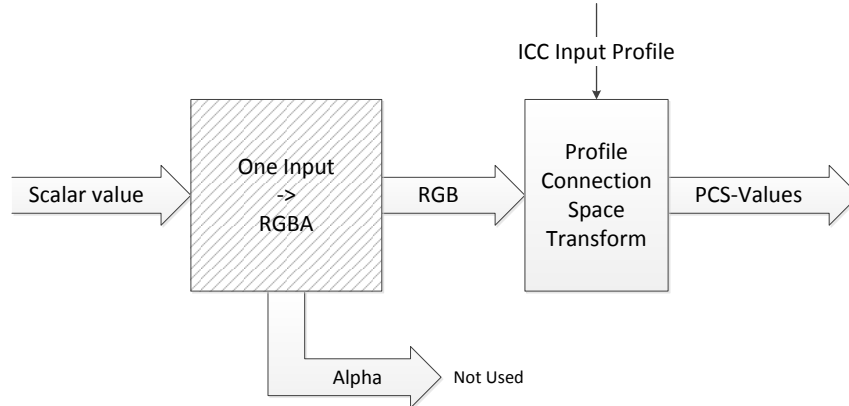 ICC Input Profile
Scalar value
One Input
->
RGBA
RGB
Profile
Connection
Space
Transform
PCS-Values
Alpha
Not Used